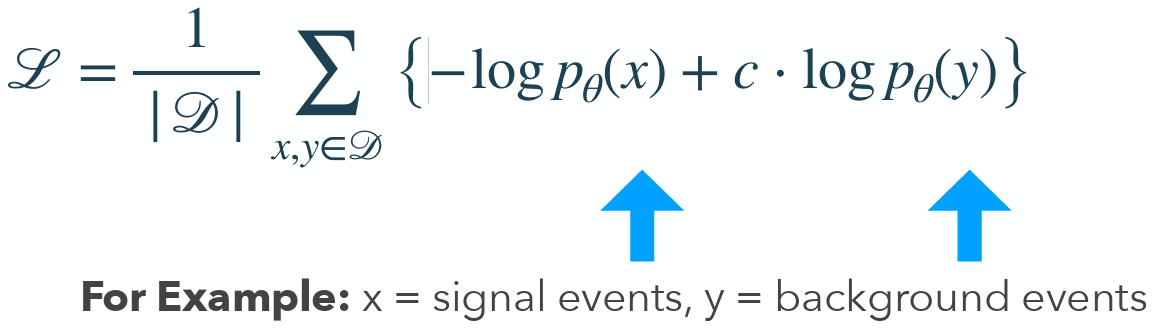 ℒ = 1/|𝒟| ∑_{x,y∈𝒟} {−log p_θ(x) + c · log p_θ(y)}
For Example: x = signal events, y = background events